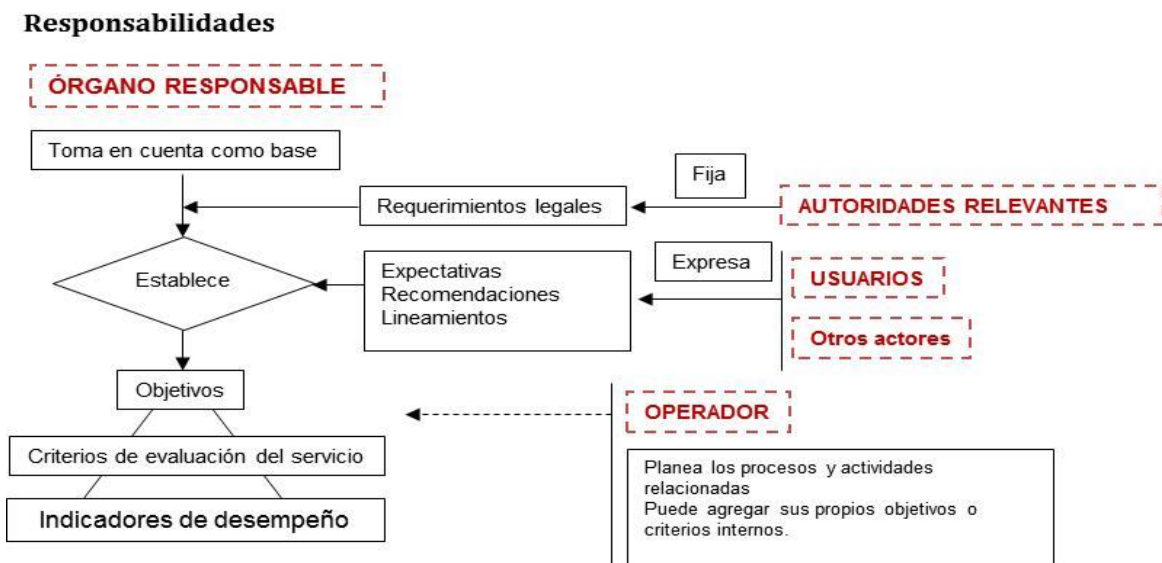 Responsabilidades
ÓRGANO RESPONSABLE
Toma en cuenta como base
Fija
Requerimientos legales
AUTORIDADES RELEVANTES
Establece
Expectativas
Recomendaciones
Lineamientos
Expresa
USUARIOS
Otros actores
Objetivos
OPERADOR
Criterios de evaluación del servicio
Indicadores de desempeño
Planea los procesos y actividades
relacionadas
Puede agregar sus propios objetivos o
criterios internos.